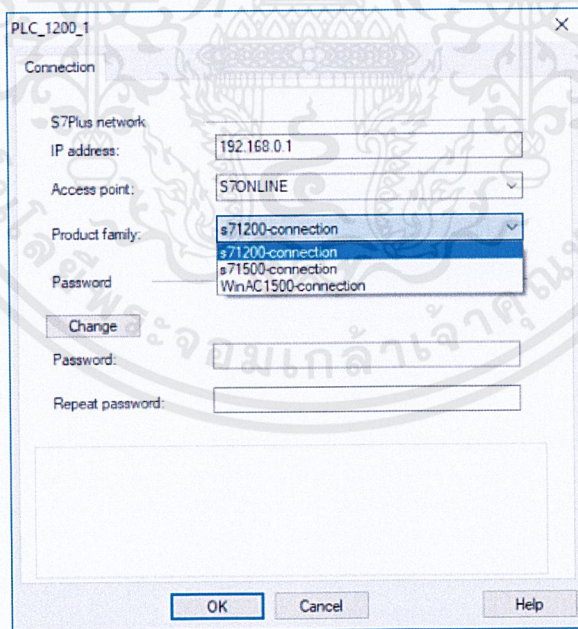 PLC_1200_1
Connection
S7Plus network
IP address: 192.168.0.1
Access point: S7ONLINE
Product family: s71200-connection
s71200-connection
s71500-connection
Password
WinAC1500-connection
Change
Password:
Repeat password:
OK Cancel Help